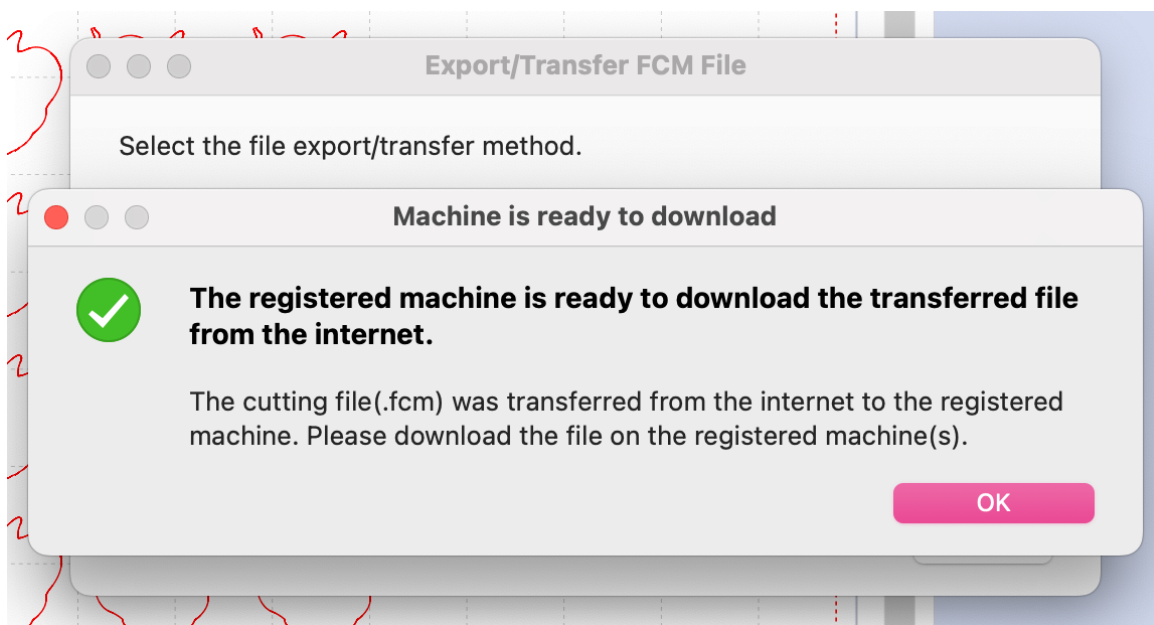 Export/Transfer FCM File
Select the file export/transfer method.
Machine is ready to download
The registered machine is ready to download the transferred file
from the internet.
The cutting file(.fcm) was transferred from the internet to the registered
machine. Please download the file on the registered machine(s).
OK